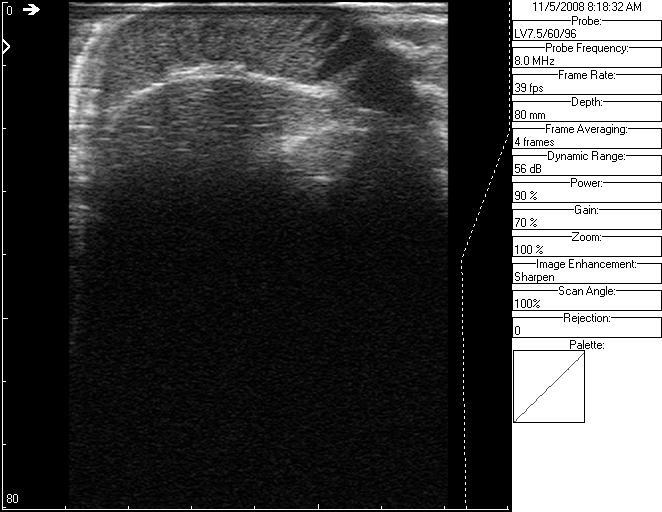 0
80
11/5/2008 8:18:32 AM
Probe:
LV7.5/60/96
Probe Frequency:
8.0 MHz
Frame Rate:
39 fps
Depth:
80 mm
Frame Averaging:
4 frames
Dynamic Range:
56 dB
Power:
90 %
Gain:
70 %
Zoom:
100 %
Image Enhancement:
Sharpen
Scan Angle:
100%
Rejection:
0
Palette: